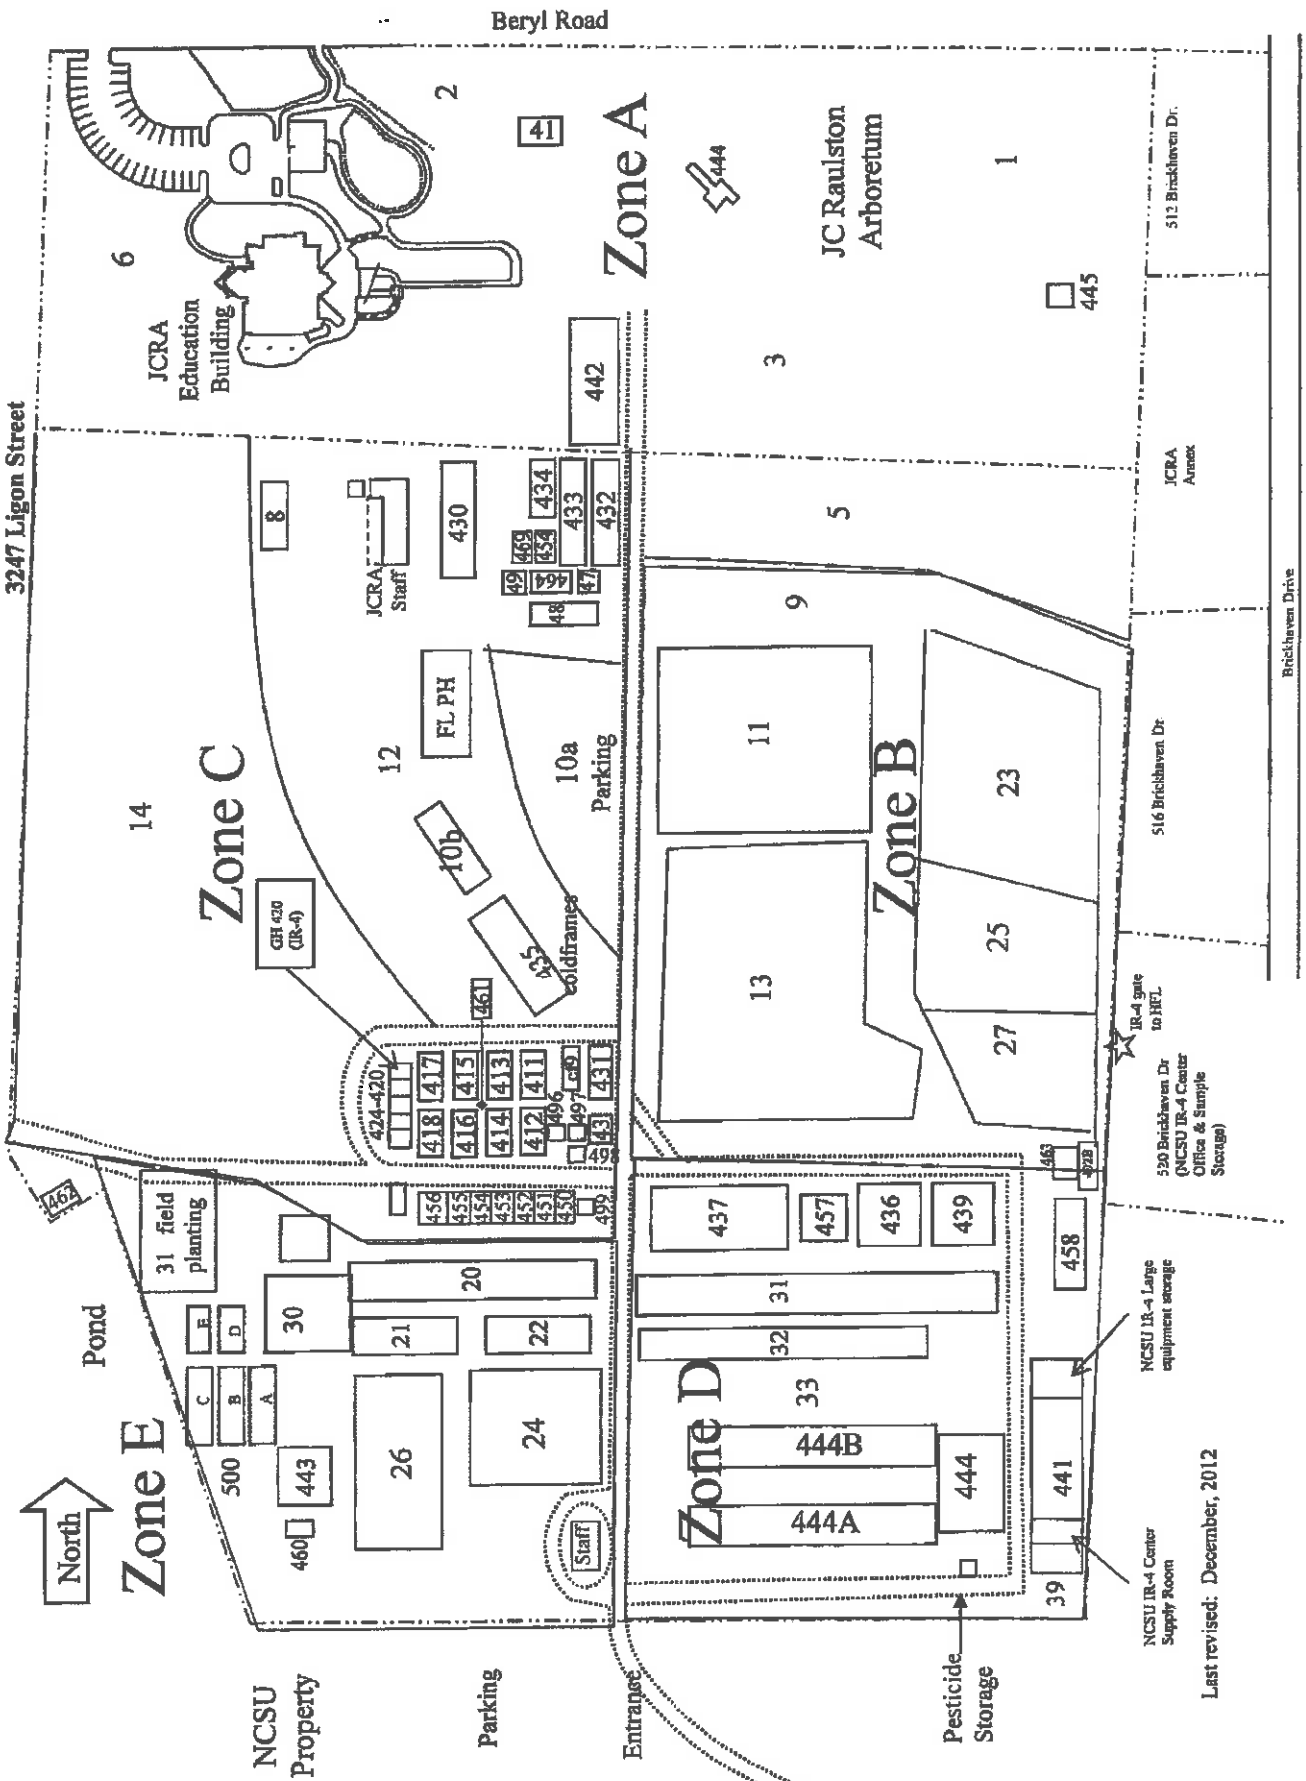 Beryl Road
3247 Ligon Street
North
Zone E
Pond
NCSU
Property
Parking
Entrance
Pesticide
Storage
Zone A
2
6
41
444
JC Raulston
Arboretum
1
3
445
442
JCRA
Education
Building
512 Brickhaven Dr.
JCRA
Annex
Brickhaven Drive
516 Brickhaven Dr
Zone C
14
8
JCRA
Staff
430
434
433
432
469
454
49
47
48
5
9
12
FL PH
10a
Parking
10b
coldframes
GH 420
(IR-4)
461
424-420
417
415
413
411
418
416
414
412
496
497
498
431
499
456
455
454
453
452
451
450
Zone B
11
13
23
25
27
IR-4 gate
to HFL
520 Brickhaven Dr
(NCSU IR-4 Center
Office & Sample
Storage)
463
462
31 field
planting
E
D
C
B
A
500
30
20
21
22
26
24
443
460
Staff
Zone D
437
457
436
439
458
31
32
33
444B
444A
444
441
39
NCSU IR-4 Large
equipment storage
NCSU IR-4 Center
Supply Room
Last revised: December, 2012